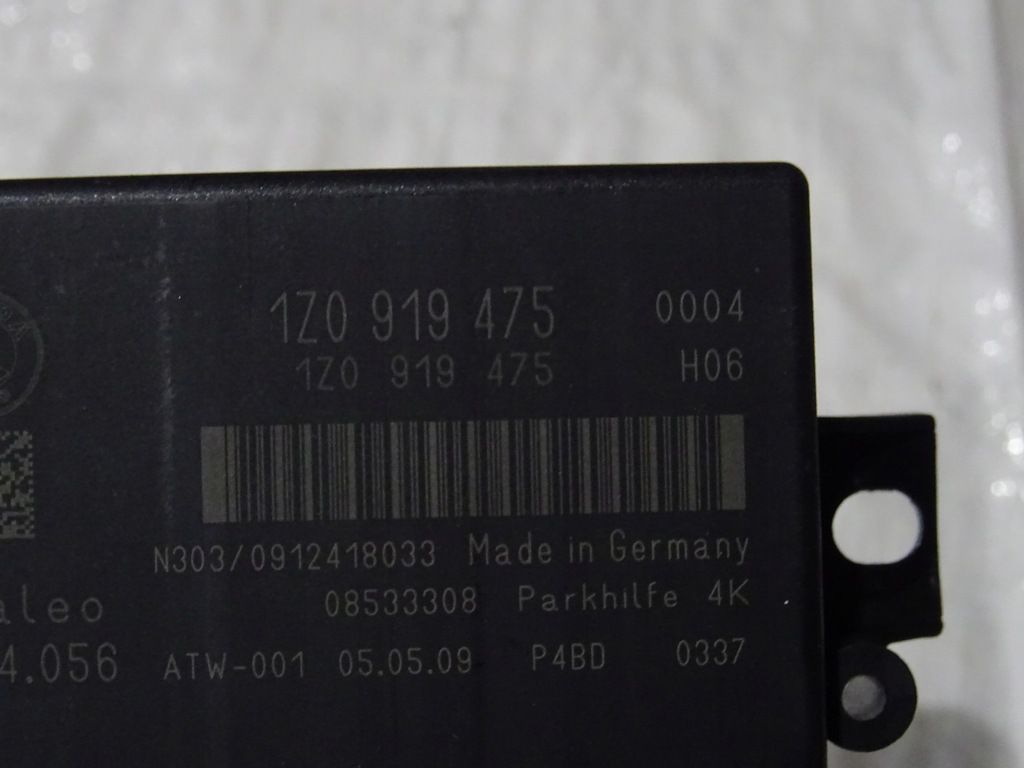 1Z0 919 475 0004
1Z0 919 475 H06
N303/0912418033 Made in Germany
aleo 08533308 Parkhilfe 4K
4.056 ATW-001 05.05.09 P4BD 0337